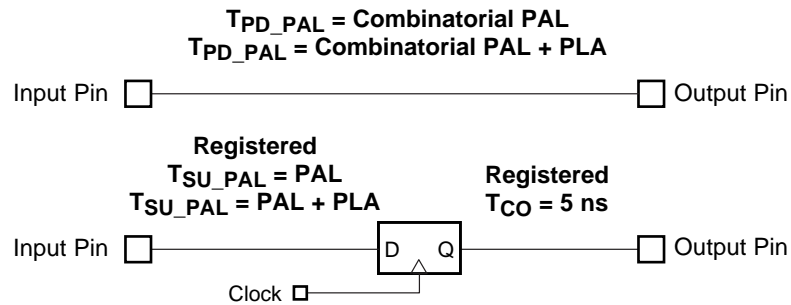 TPD_PAL = Combinatorial PAL
TPD_PAL = Combinatorial PAL + PLA
Input Pin
Output Pin
Registered
TSU_PAL = PAL
TSU_PAL = PAL + PLA
Registered
TCO = 5 ns
Input Pin
D Q
Output Pin
Clock